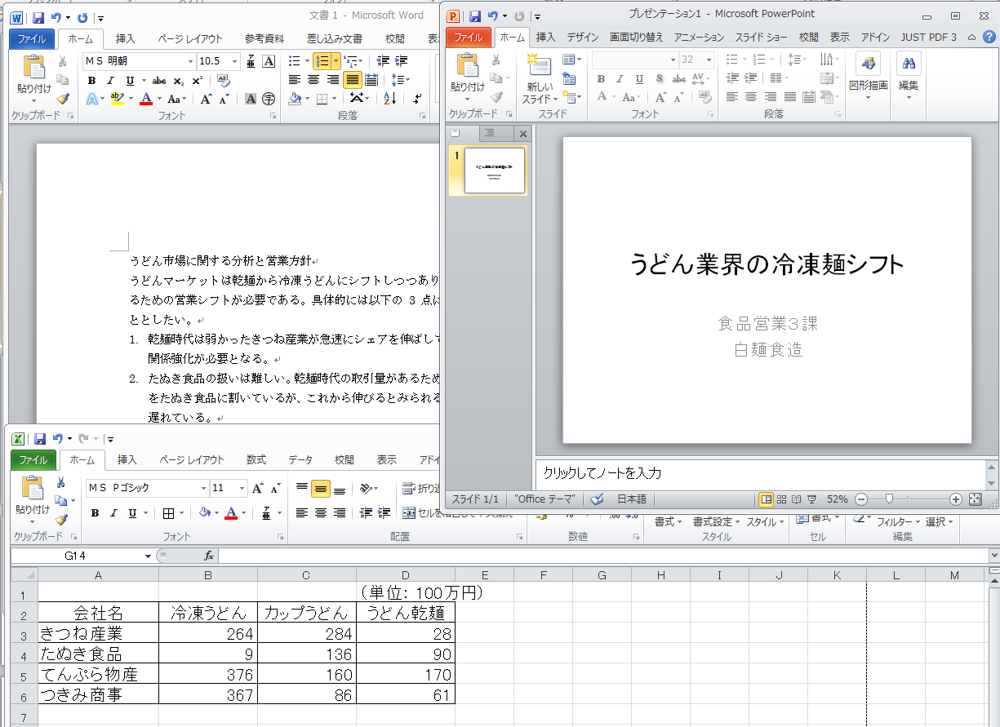 文書 1 - Microsoft Word
ファイル ホーム 挿入 ページ レイアウト 参考資料 差し込み文書 校閲 表
貼り付け
ＭＳ 明朝 10.5
クリップボード フォント 段落
うどん市場に関する分析と営業方針
うどんマーケットは乾麺から冷凍うどんにシフトしつつあり
るための営業シフトが必要である。具体的には以下の 3 点に
ととしたい。
1. 乾麺時代は弱かったきつね産業が急速にシェアを伸ばして
関係強化が必要となる。
2. たぬき食品の扱いは難しい。乾麺時代の取引量があるため
をたぬき食品に割いているが、これから伸びるとみられる
遅れている。
プレゼンテーション1 - Microsoft PowerPoint
ファイル ホーム 挿入 デザイン 画面切り替え アニメーション スライド ショー 校閲 表示 アドイン JUST PDF 3
貼り付け 新しい スライド 32 図形描画 編集
クリップボード スライド フォント 段落
1
うどん業界の冷凍麺シフト
うどん業界の冷凍麺シフト
食品営業３課
白麺食造
クリックしてノートを入力
スライド 1/1 "Office テーマ" 日本語 52%
ファイル ホーム 挿入 ページ レイアウト 数式 データ 校閲 表示 アドイ
貼り付け
ＭＳ Ｐゴシック 11
折り返
セルを結合して中央揃え
書式 書式設定 スタイル 書式 フィルター 選択
クリップボード フォント 配置 数値 スタイル セル 編集
G14 fx
A B C D E F G H I J K L M
1 （単位: 100万円）
2 会社名 冷凍うどん カップうどん うどん乾麺
3 きつね産業 264 284 28
4 たぬき食品 9 136 90
5 てんぷら物産 376 160 170
6 つきみ商事 367 86 61
7